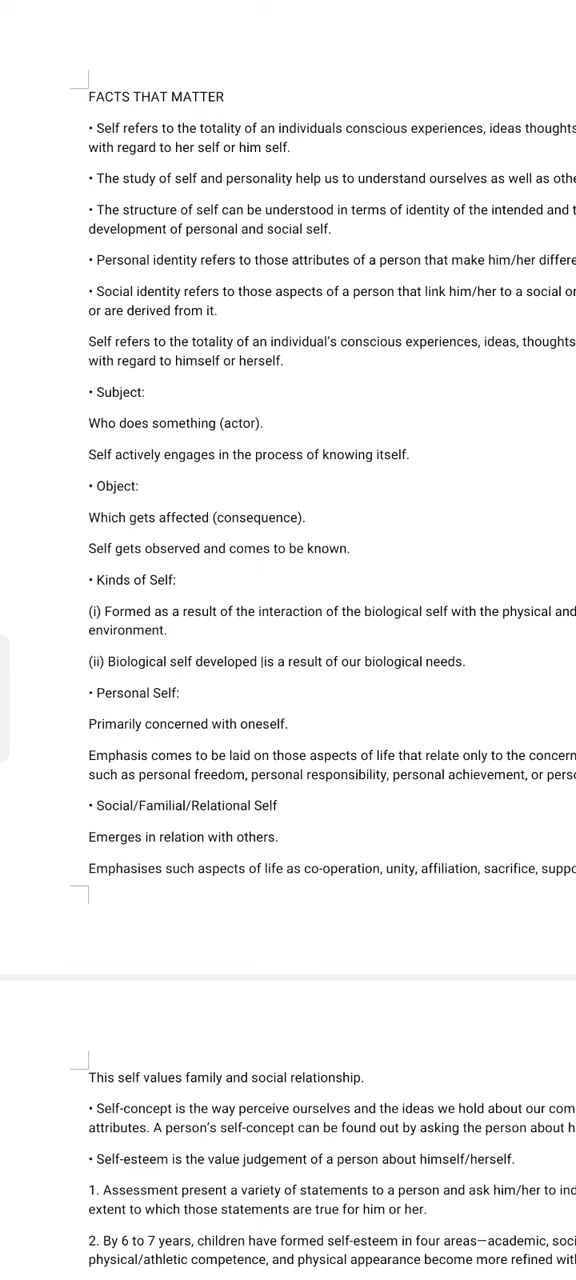 FACTS THAT MATTER
• Self refers to the totality of an individuals conscious experiences, ideas thoughts
with regard to her self or him self.
• The study of self and personality help us to understand ourselves as well as othe
• The structure of self can be understood in terms of identity of the intended and t
development of personal and social self.
• Personal identity refers to those attributes of a person that make him/her differe
• Social identity refers to those aspects of a person that link him/her to a social or
or are derived from it.
Self refers to the totality of an individual's conscious experiences, ideas, thoughts
with regard to himself or herself.
• Subject:
Who does something (actor).
Self actively engages in the process of knowing itself.
• Object:
Which gets affected (consequence).
Self gets observed and comes to be known.
• Kinds of Self:
(i) Formed as a result of the interaction of the biological self with the physical and
environment.
(ii) Biological self developed |is a result of our biological needs.
• Personal Self:
Primarily concerned with oneself.
Emphasis comes to be laid on those aspects of life that relate only to the concern
such as personal freedom, personal responsibility, personal achievement, or perso
• Social/Familial/Relational Self
Emerges in relation with others.
Emphasises such aspects of life as co-operation, unity, affiliation, sacrifice, suppo
This self values family and social relationship.
• Self-concept is the way perceive ourselves and the ideas we hold about our com
attributes. A person's self-concept can be found out by asking the person about h
• Self-esteem is the value judgement of a person about himself/herself.
1. Assessment present a variety of statements to a person and ask him/her to ind
extent to which those statements are true for him or her.
2. By 6 to 7 years, children have formed self-esteem in four areas—academic, soci
physical/athletic competence, and physical appearance become more refined wit